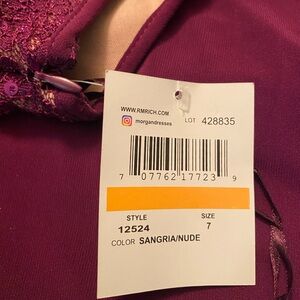 WWW.RMRICH.COM
morgandresses
LOT 428835
7 07762 17723 9
STYLE SIZE
12524 7
COLOR SANGRIA/NUDE